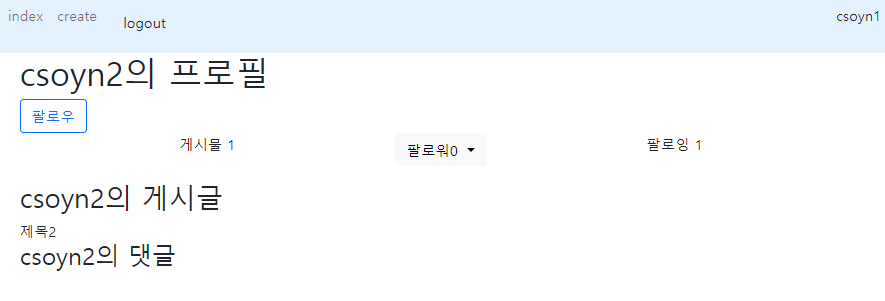 index create logout csoyn1
csoyn2의 프로필
팔로우
게시물 1 팔로워0 팔로잉 1
csoyn2의 게시글
제목2
csoyn2의 댓글